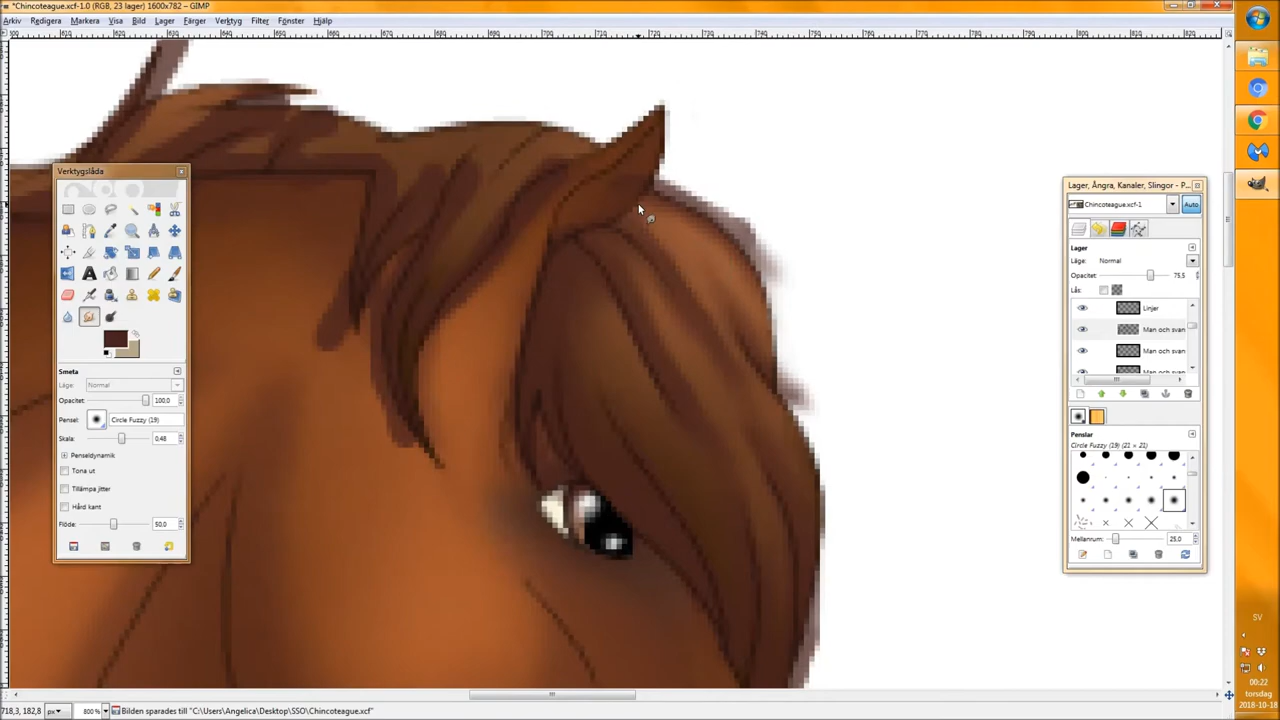 *Chincoteague.xcf-1.0 (RGB, 23 lager) 1600x782 – GIMP
Arkiv Redigera Markera Visa Bild Lager Färger Verktyg Filter Fönster Hjälp
Verktygslåda
Smeta
Läge: Normal
Opacitet: 100,0
Pensel: Circle Fuzzy (19)
Skala: 0,48
Penseldynamik
Tona ut
Tillämpa jitter
Hård kant
Flöde: 50,0
Lager, Ångra, Kanaler, Slingor - P...
Chincoteague.xcf-1 Auto
Lager
Läge: Normal
Opacitet: 75,5
Lås:
Linjer
Man och svan
Man och svan
Man och svan
Penslar
Circle Fuzzy (19) (21 × 21)
Mellanrum: 25,0
718,3, 182,8 px 800% Bilden sparades till "C:\Users\Angelica\Desktop\SSO\Chincoteague.xcf"
SV
00:22
torsdag
2018-10-18